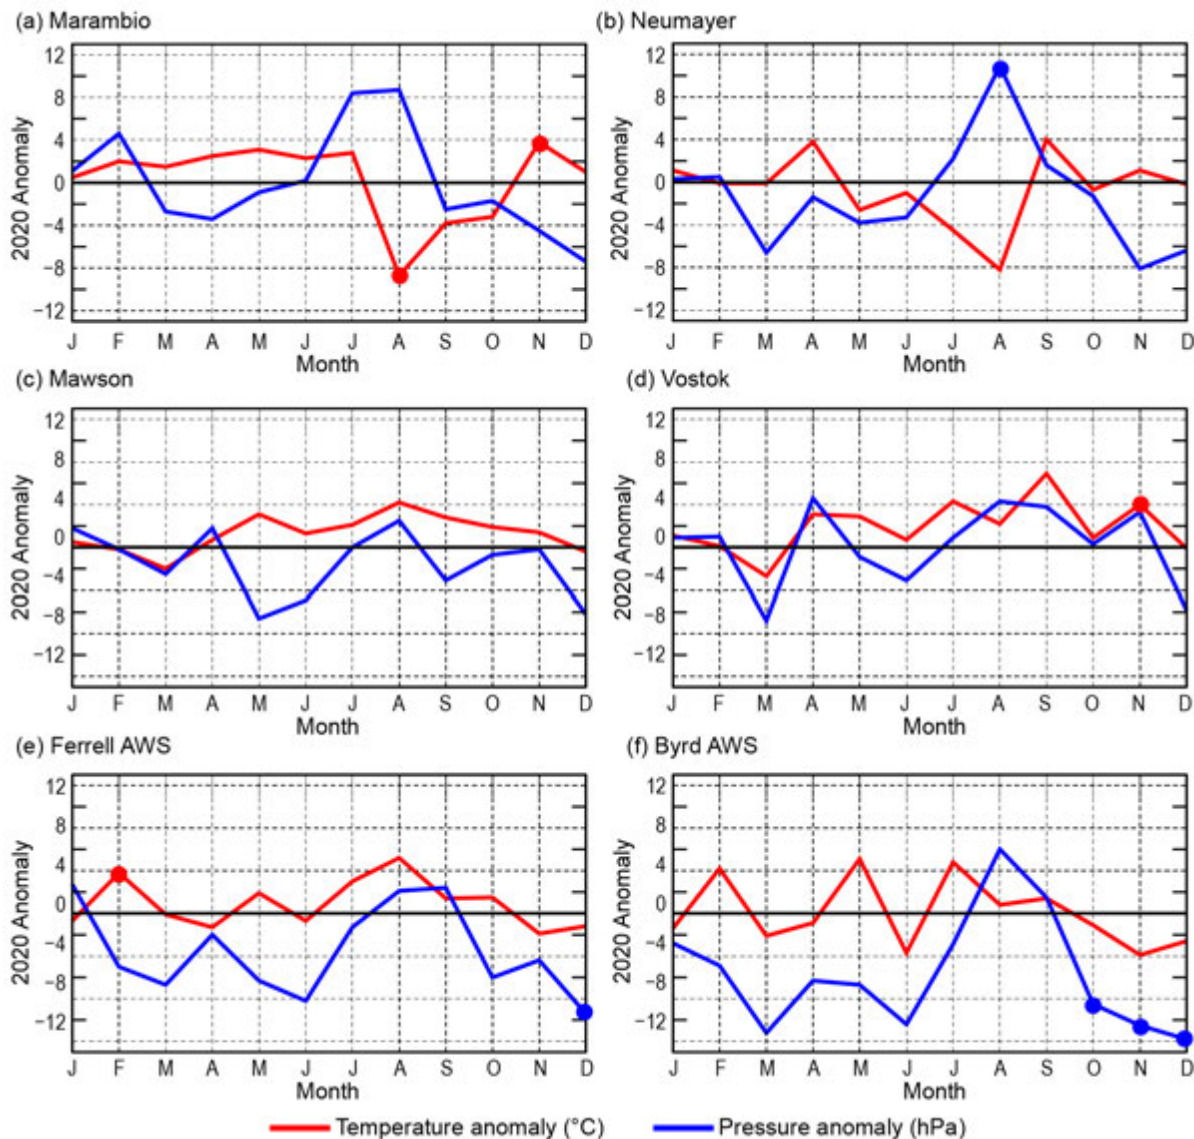 (a) Marambio
(b) Neumayer
12
8
4
0
−4
−8
−12
2020 Anomaly
J F M A M J J A S O N D
Month
12
8
4
0
−4
−8
−12
2020 Anomaly
J F M A M J J A S O N D
Month
(c) Mawson
(d) Vostok
12
8
4
0
−4
−8
−12
2020 Anomaly
J F M A M J J A S O N D
Month
12
8
4
0
−4
−8
−12
2020 Anomaly
J F M A M J J A S O N D
Month
(e) Ferrell AWS
(f) Byrd AWS
12
8
4
0
−4
−8
−12
2020 Anomaly
J F M A M J J A S O N D
Month
12
8
4
0
−4
−8
−12
2020 Anomaly
J F M A M J J A S O N D
Month
Temperature anomaly (°C)
Pressure anomaly (hPa)